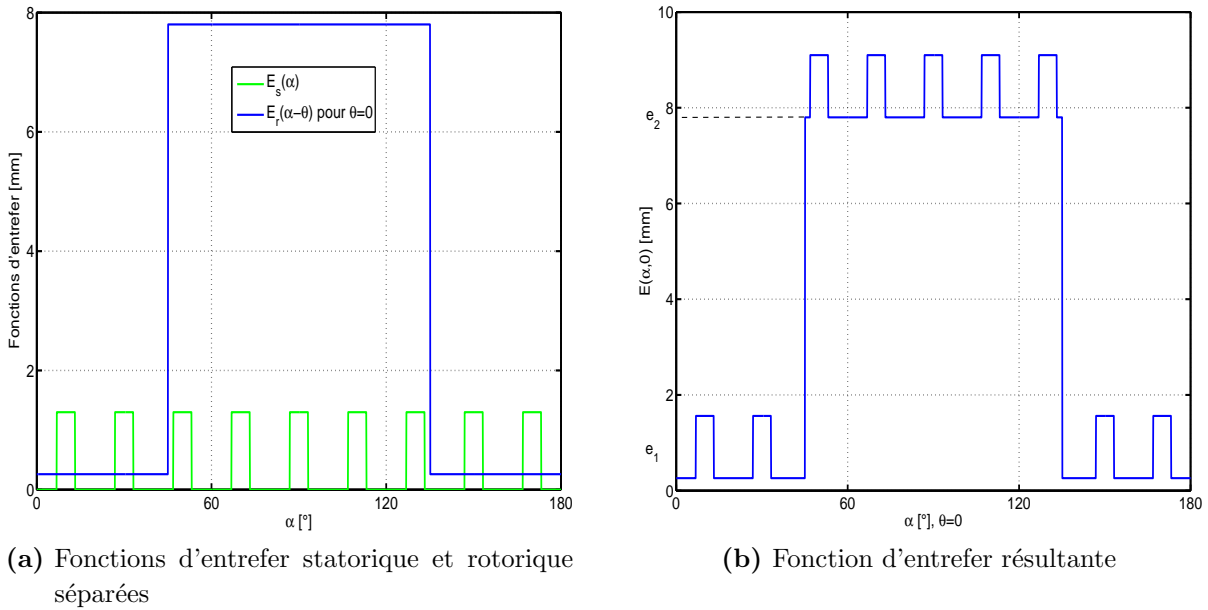 8
6
4
2
0
0
60
120
180
Fonctions d'entrefer [mm]
α [°]
E_s(α)
E_r(α−θ) pour θ=0
(a) Fonctions d'entrefer statorique et rotorique
séparées
10
8
6
4
2
0
e_2
e_1
0
60
120
180
E(α,0) [mm]
α [°], θ=0
(b) Fonction d'entrefer résultante